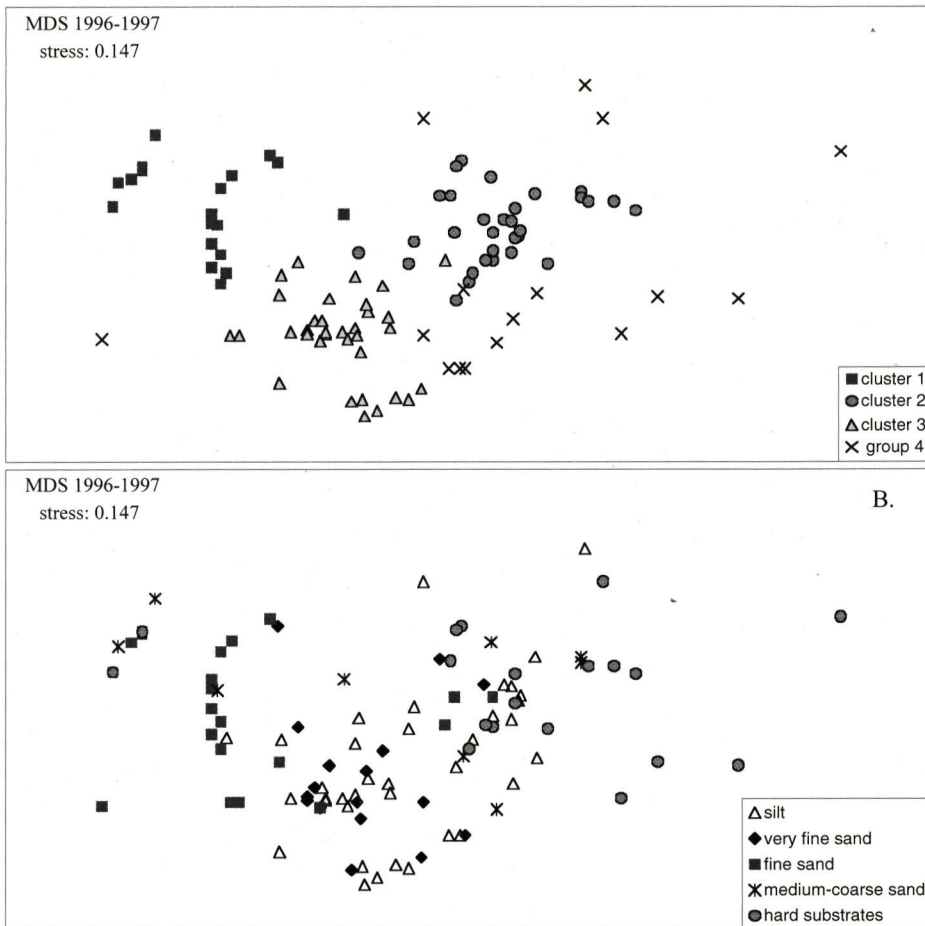 MDS 1996-1997
stress: 0.147
cluster 1
cluster 2
cluster 3
group 4
MDS 1996-1997
stress: 0.147
B.
silt
very fine sand
fine sand
medium-coarse sand
hard substrates